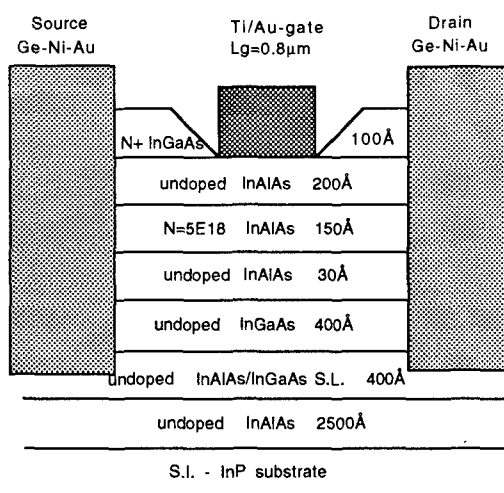 Source
Ge-Ni-Au
Ti/Au-gate
Lg=0.8µm
Drain
Ge-Ni-Au
N+ InGaAs 100Å
undoped InAlAs 200Å
N=5E18 InAlAs 150Å
undoped InAlAs 30Å
undoped InGaAs 400Å
undoped InAlAs/InGaAs S.L. 400Å
undoped InAlAs 2500Å
S.I. - InP substrate